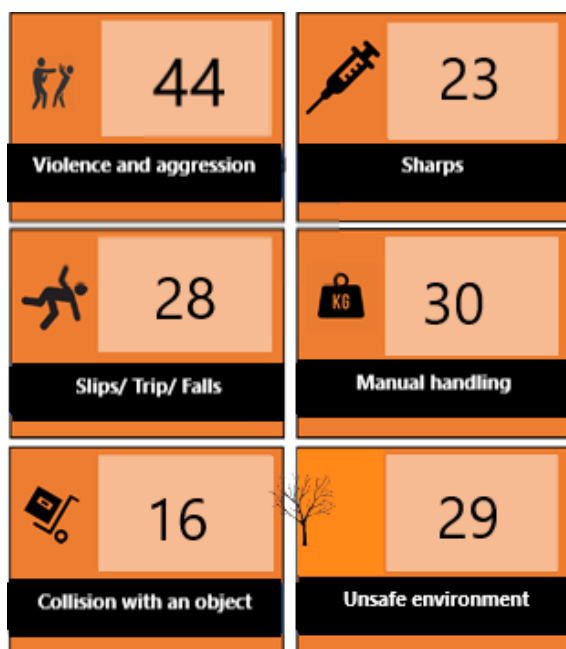 44
Violence and aggression
23
Sharps
28
Slips/ Trip/ Falls
KG
30
Manual handling
16
Collision with an object
29
Unsafe environment